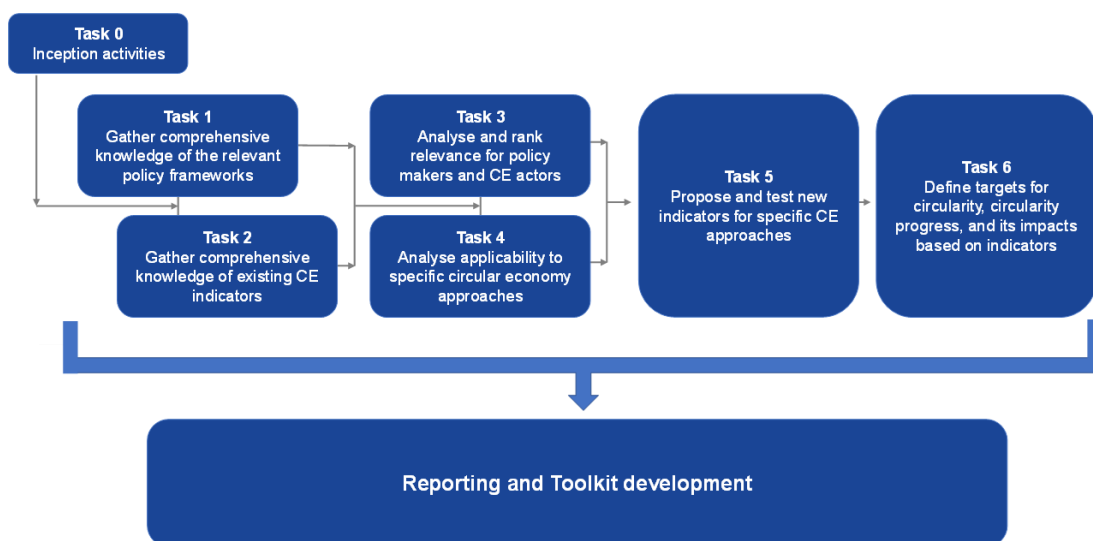 Task 0
Inception activities
Task 1
Gather comprehensive
knowledge of the relevant
policy frameworks
Task 2
Gather comprehensive
knowledge of existing CE
indicators
Task 3
Analyse and rank
relevance for policy
makers and CE actors
Task 4
Analyse applicability to
specific circular economy
approaches
Task 5
Propose and test new
indicators for specific CE
approaches
Task 6
Define targets for
circularity, circularity
progress, and its impacts
based on indicators
Reporting and Toolkit development